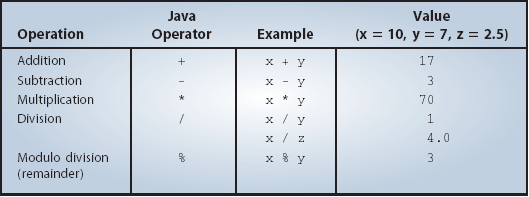 Java Value
Operation Operator Example (x = 10, y = 7, z = 2.5)
Addition + x + y 17
Subtraction - x - y 3
Multiplication * x * y 70
Division / x / y 1
x / z 4.0
Modulo division % x % y 3
(remainder)